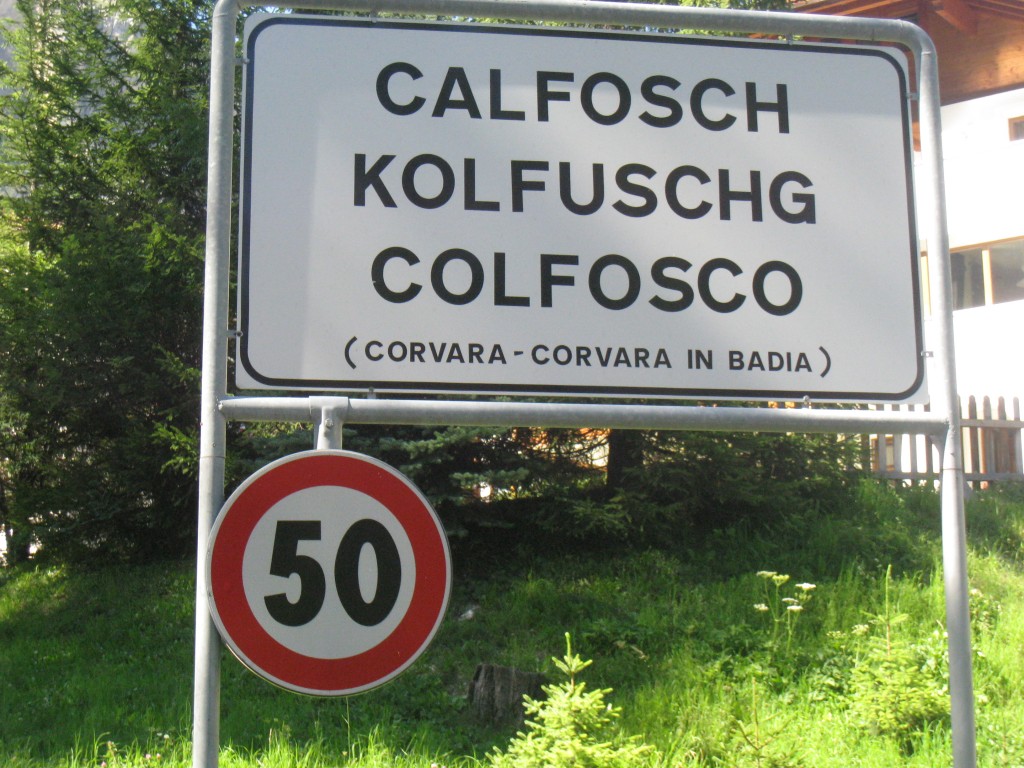 CALFOSCH
KOLFUSCHG
COLFOSCO
(CORVARA - CORVARA IN BADIA)
50